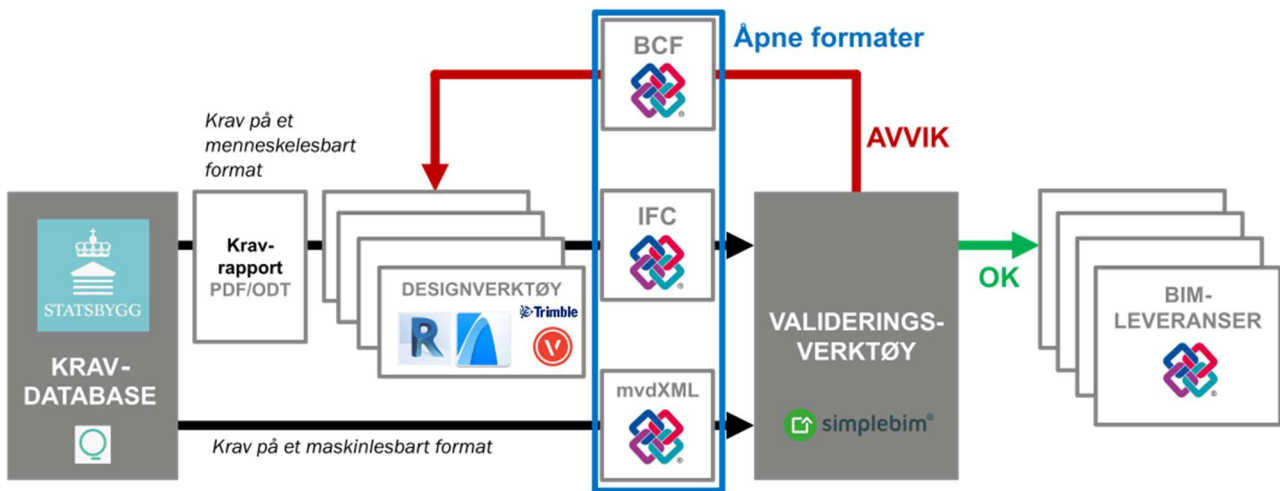 BCF
Åpne formater
AVVIK
Krav på et
menneskelesbart
format
STATSBYGG
KRAV-
DATABASE
Krav-
rapport
PDF/ODT
DESIGNVERKTØY
R
Trimble
V
IFC
mvdXML
Krav på et maskinlesbart format
VALIDERINGS-
VERKTØY
simplebim®
OK
BIM-
LEVERANSER